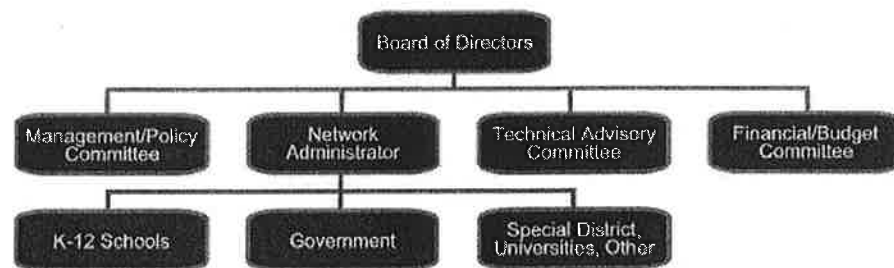 Board of Directors
Management/Policy
Committee
Network
Administrator
Technical Advisory
Committee
Financial/Budget
Committee
K-12 Schools
Government
Special District,
Universities, Other